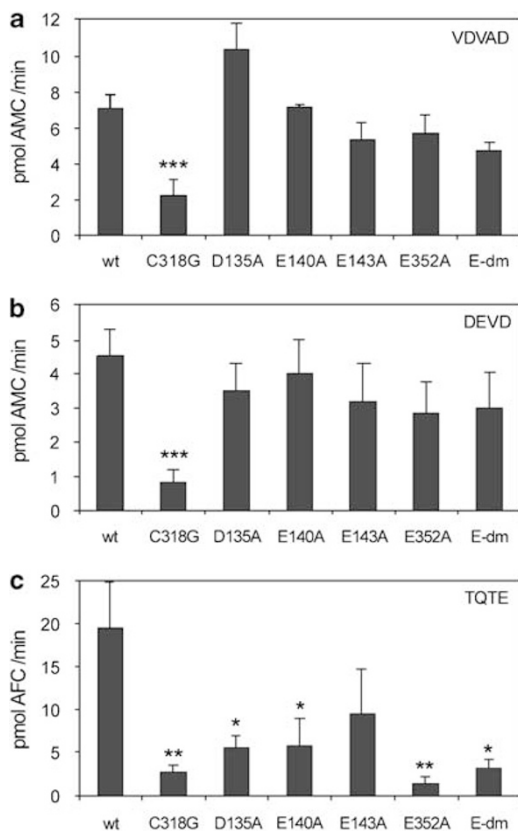 a
VDVAD
pmol AMC /min
12
10
8
6
4
2
0
***
wt C318G D135A E140A E143A E352A E-dm
b
DEVD
pmol AMC /min
6
5
4
3
2
1
0
***
wt C318G D135A E140A E143A E352A E-dm
c
TQTE
pmol AFC /min
25
20
15
10
5
0
** * * ** *
wt C318G D135A E140A E143A E352A E-dm